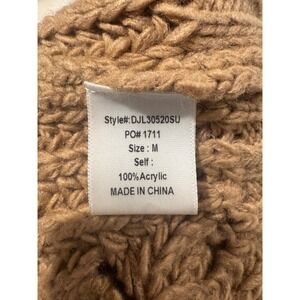 Style#:DJL30520SU
PO# 1711
Size : M
Self :
100%Acrylic
MADE IN CHINA